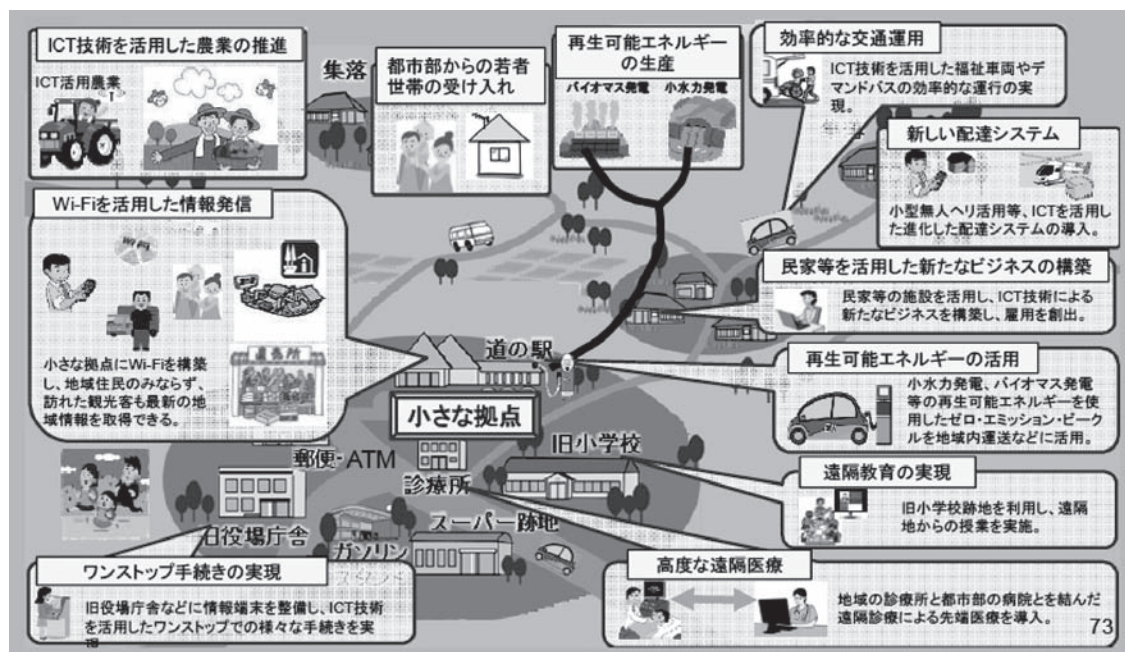 ICT技術を活用した農業の推進
ICT活用農業
集落
都市部からの若者
世帯の受け入れ
再生可能エネルギー
の生産
バイオマス発電
小水力発電
効率的な交通運用
ICT技術を活用した福祉車両やデ
マンドバスの効率的な運行の実
現。
新しい配達システム
小型無人ヘリ活用等、ICTを活用し
た進化した配達システムの導入。
Wi-Fiを活用した情報発信
Wi-Fi
直売所
小さな拠点にWi-Fiを構築
し、地域住民のみならず、
訪れた観光客も最新の地
域情報を取得できる。
民家等を活用した新たなビジネスの構築
民家等の施設を活用し、ICT技術による
新たなビジネスを構築し、雇用を創出。
道の駅
小さな拠点
再生可能エネルギーの活用
小水力発電、バイオマス発電
等の再生可能エネルギーを使
用したゼロ・エミッション・ビーク
ルを地域内運送などに活用。
郵便・ATM
旧小学校
診療所
旧役場庁舎
ガソリン
スーパー跡地
遠隔教育の実現
旧小学校跡地を利用し、遠隔
地からの授業を実施。
ワンストップ手続きの実現
旧役場庁舎などに情報端末を整備し、ICT技術
を活用したワンストップでの様々な手続きを実
高度な遠隔医療
地域の診療所と都市部の病院とを結んだ
遠隔診療による先端医療を導入。
73